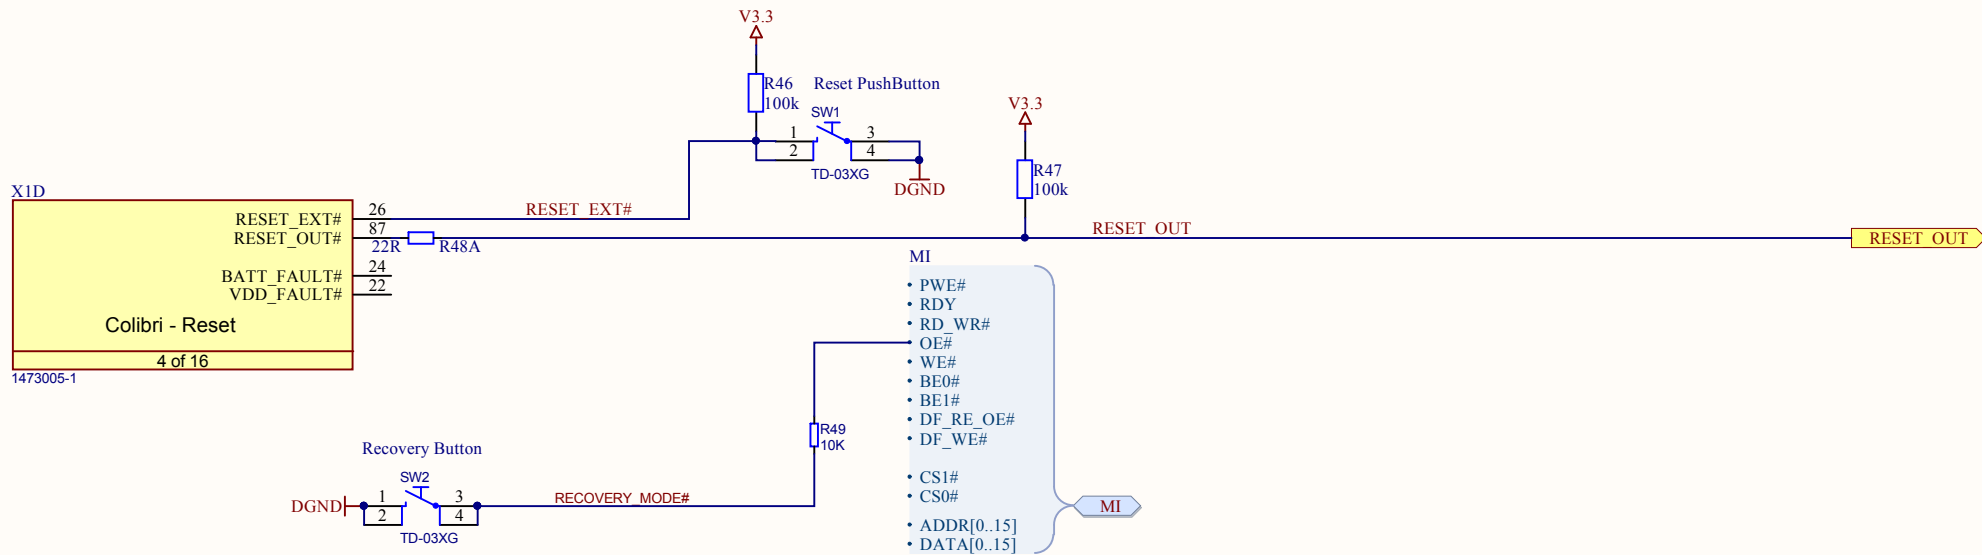 V3.3
R46
100k
Reset PushButton
SW1
1
2
3
4
TD-03XG
DGND
V3.3
R47
100k
X1D
RESET_EXT#
26
RESET_EXT#
RESET_OUT#
87
22R
R48A
RESET_OUT
RESET_OUT
BATT_FAULT#
24
VDD_FAULT#
22
Colibri - Reset
4 of 16
1473005-1
MI
• PWE#
• RDY
• RD_WR#
• OE#
• WE#
• BE0#
• BE1#
• DF_RE_OE#
• DF_WE#
• CS1#
• CS0#
• ADDR[0..15]
• DATA[0..15]
MI
R49
10K
Recovery Button
SW2
DGND
1
2
3
4
TD-03XG
RECOVERY_MODE#